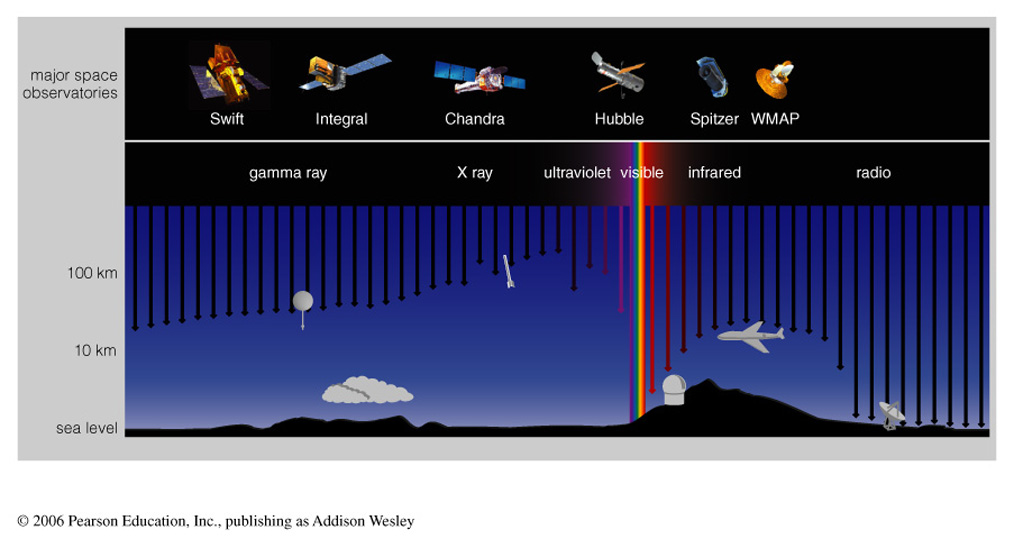 major space
observatories
Swift Integral Chandra Hubble Spitzer WMAP
gamma ray X ray ultraviolet visible infrared radio
100 km
10 km
sea level
© 2006 Pearson Education, Inc., publishing as Addison Wesley